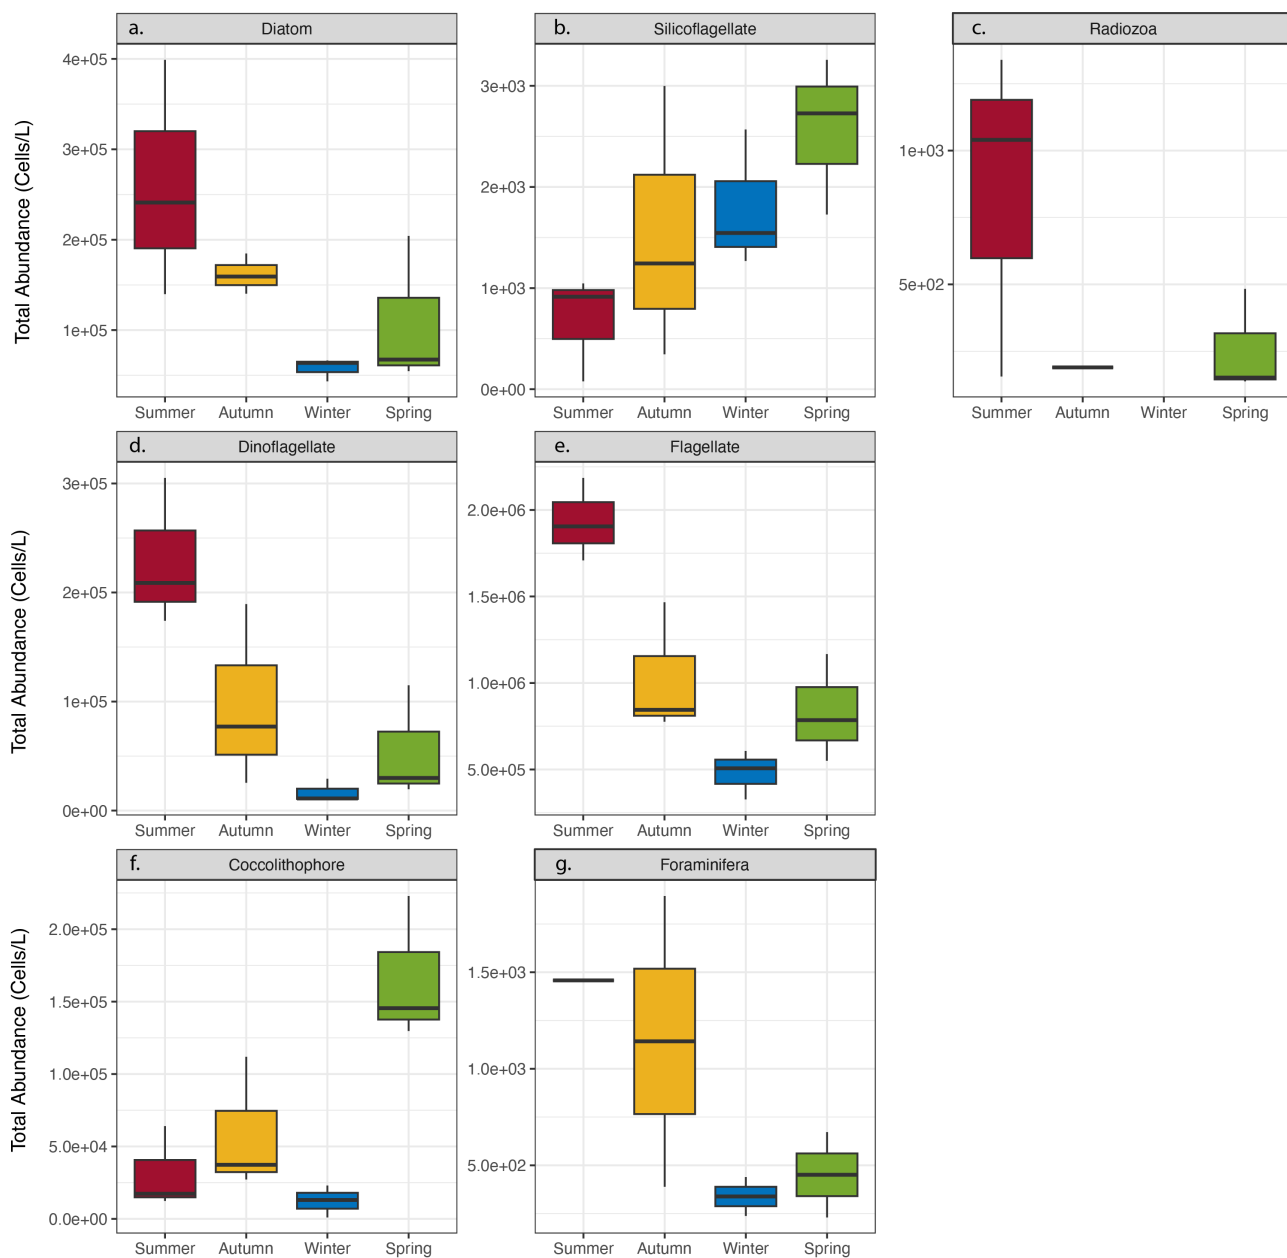 a. Diatom
b. Silicoflagellate
c. Radiozoa
Total Abundance (Cells/L)
4e+05
3e+05
2e+05
1e+05
3e+03
2e+03
1e+03
0e+00
1e+03
5e+02
Summer Autumn Winter Spring
Summer Autumn Winter Spring
Summer Autumn Winter Spring
d. Dinoflagellate
e. Flagellate
Total Abundance (Cells/L)
3e+05
2e+05
1e+05
0e+00
2.0e+06
1.5e+06
1.0e+06
5.0e+05
Summer Autumn Winter Spring
Summer Autumn Winter Spring
f. Coccolithophore
g. Foraminifera
Total Abundance (Cells/L)
2.0e+05
1.5e+05
1.0e+05
5.0e+04
0.0e+00
1.5e+03
1.0e+03
5.0e+02
Summer Autumn Winter Spring
Summer Autumn Winter Spring